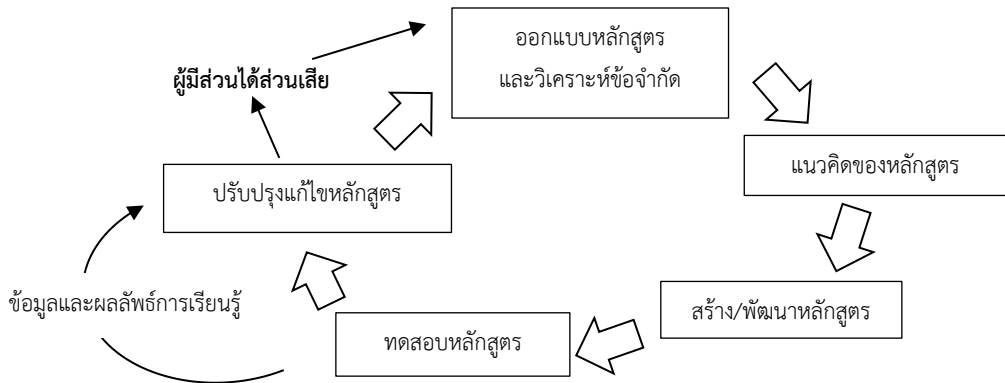 ออกแบบหลักสูตร
และวิเคราะห์ข้อจำกัด
ผู้มีส่วนได้ส่วนเสีย
แนวคิดของหลักสูตร
ปรับปรุงแก้ไขหลักสูตร
ข้อมูลและผลลัพธ์การเรียนรู้
สร้าง/พัฒนาหลักสูตร
ทดสอบหลักสูตร